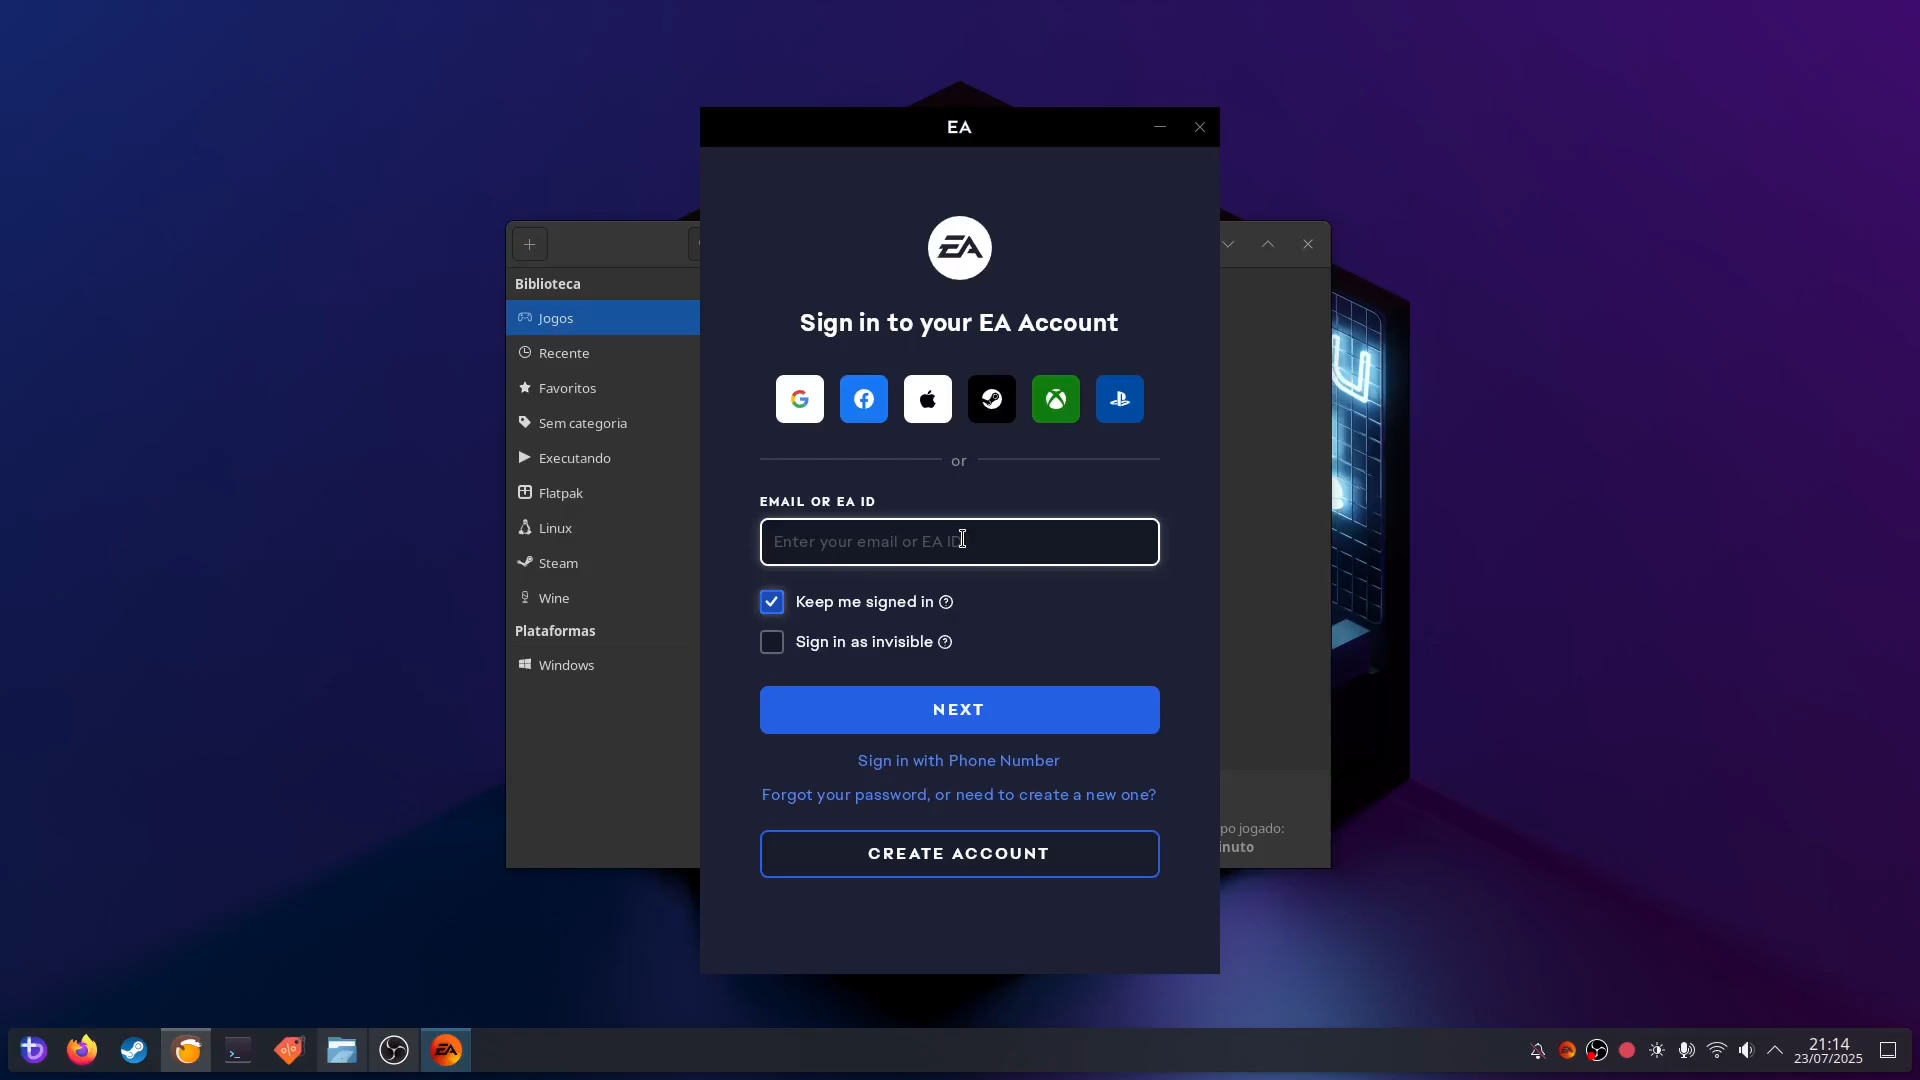 EA
EA
Sign in to your EA Account
or
EMAIL OR EA ID
Enter your email or EA ID
Keep me signed in
Sign in as invisible
NEXT
Sign in with Phone Number
Forgot your password, or need to create a new one?
CREATE ACCOUNT
Biblioteca
Jogos
Recente
Favoritos
Sem categoria
Executando
Flatpak
Linux
Steam
Wine
Plataformas
Windows
po jogado:
inuto
EA
21:14
23/07/2025